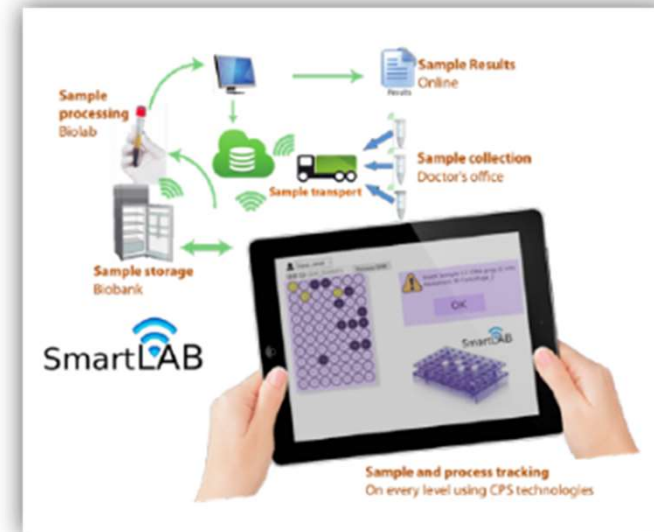 Sample Results
Online
Results
Sample
processing
Biolab
Sample transport
Sample collection
Doctor's office
Sample storage
Biobank
OK
SmartLAB
SmartLAB
Sample and process tracking
On every level using CPS technologies